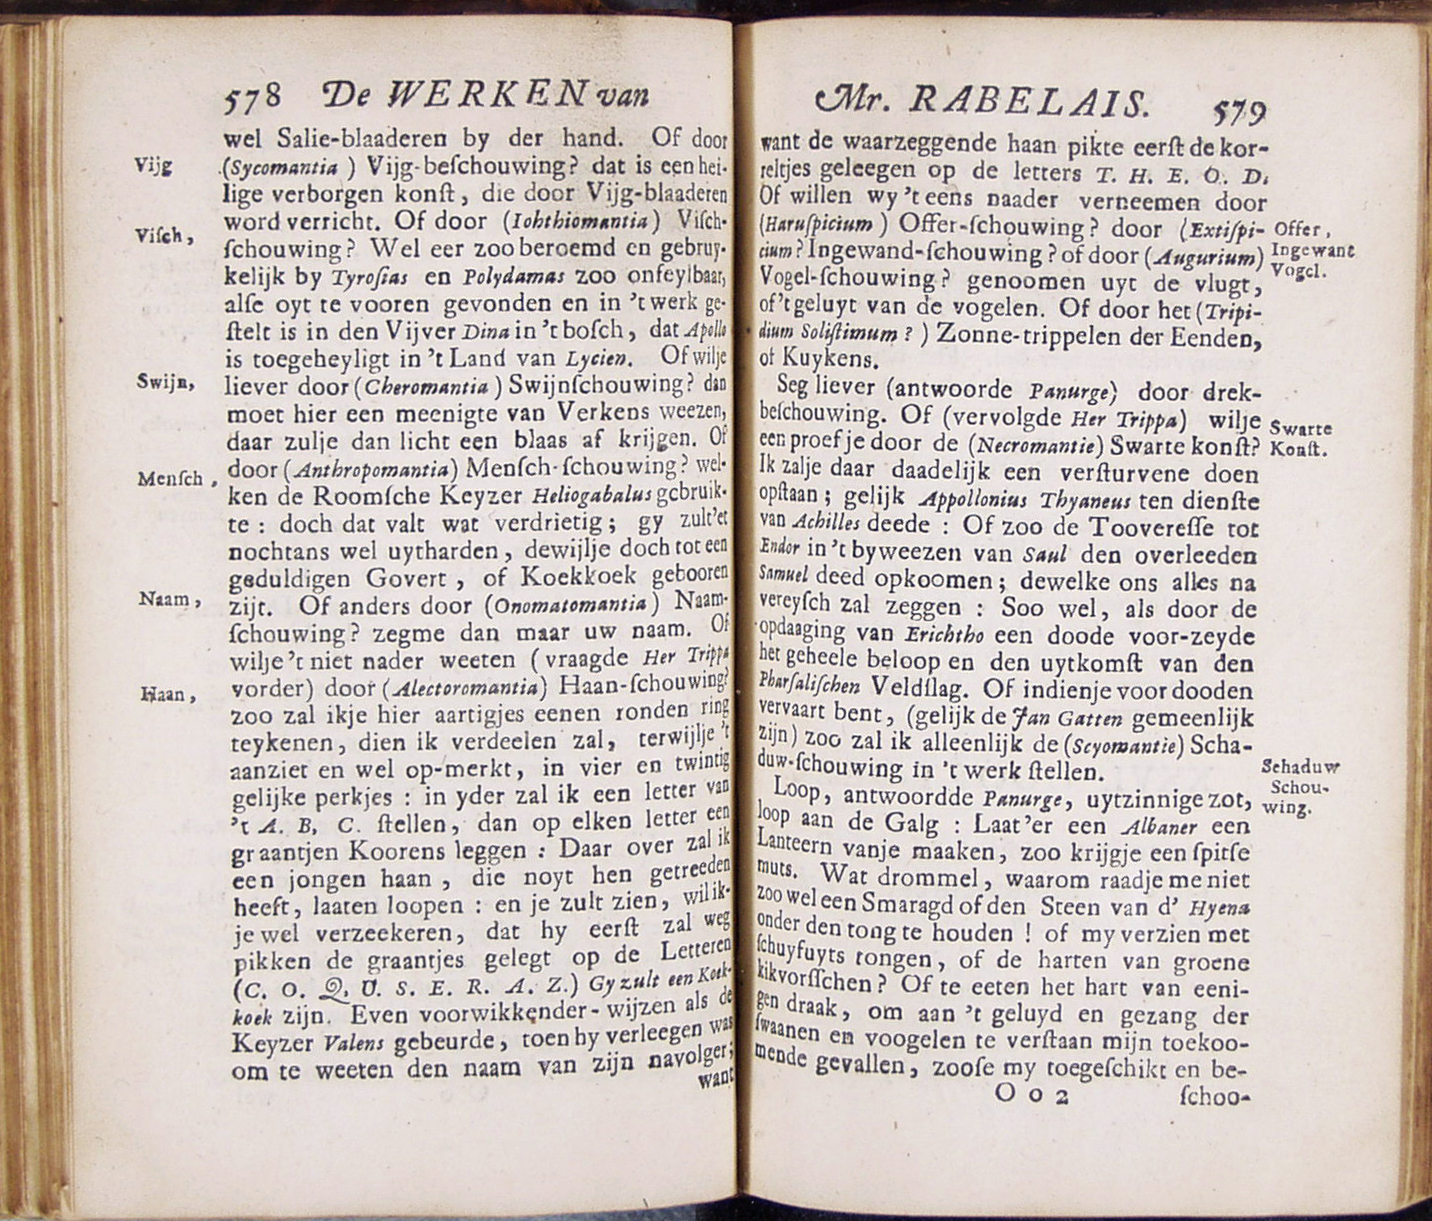 578 De WERKEN van
wel Salie-blaaderen by der hand. Of door
Vijg
(Sycomantia) Vijg-beſchouwing? dat is een hei-
lige verborgen konſt, die door Vijg-blaaderen
word verricht. Of door (Iohthiomantia) Viſch-
Viſch,
ſchouwing? Wel eer zoo beroemd en gebruy-
kelijk by Tyroſias en Polydamas zoo onfeylbaar,
alſe oyt te vooren gevonden en in 't werk ge-
ſtelt is in den Vijver Dina in 't boſch, dat Apollo
is toegeheyligt in 't Land van Lycien. Of wilje
Swijn,
liever door (Cheromantia) Swijnſchouwing? dan
moet hier een meenigte van Verkens weezen,
daar zulje dan licht een blaas af krijgen. Of
Menſch,
door (Anthropomantia) Menſch-ſchouwing? wel-
ken de Roomſche Keyzer Heliogabalus gebruik-
te : doch dat valt wat verdrietig; gy zult'et
nochtans wel uytharden, dewijlje doch tot een
geduldigen Govert, of Koekkoek gebooren
Naam,
zijt. Of anders door (Onomatomantia) Naam-
ſchouwing? zegme dan maar uw naam. Of
wilje 't niet nader weeten (vraagde Her Trippa
Haan,
vorder) door (Alectoromantia) Haan-ſchouwing?
zoo zal ikje hier aartigjes eenen ronden ring
teykenen, dien ik verdeelen zal, terwijlje 't
aanziet en wel op-merkt, in vier en twintig
gelijke perkjes : in yder zal ik een letter van
't A. B, C. ſtellen, dan op elken letter een
graantjen Koorens leggen : Daar over zal ik
een jongen haan, die noyt hen getreeden
heeft, laaten loopen : en je zult zien, wil ik-
je wel verzeekeren, dat hy eerſt zal weg
pikken de graantjes gelegt op de Letteren
(C. O. Q. U. S. E. R. A. Z.) Gy zult een Koek-
koek zijn. Even voorwikkender-wijzen als de
Keyzer Valens gebeurde, toen hy verleegen was
om te weeten den naam van zijn navolger;
want
Mr. RABELAIS. 579
want de waarzeggende haan pikte eerſt de kor-
reltjes geleegen op de letters T. H. E. O. D.
Of willen wy 't eens naader verneemen door
(Haruſpicium) Offer-ſchouwing? door (Extiſpi-
Offer,
cium? Ingewand-ſchouwing? of door (Augurium)
Ingewant
Vogel-ſchouwing? genoomen uyt de vlugt,
Vogel.
of 't geluyt van de vogelen. Of door het (Tripi-
dium Soliſtimum?) Zonne-trippelen der Eenden,
of Kuykens.
Seg liever (antwoorde Panurge) door drek-
beſchouwing. Of (vervolgde Her Trippa) wilje
Swarte
een proefje door de (Necromantie) Swarte konſt?
Konſt.
Ik zalje daar daadelijk een verſturvene doen
opſtaan; gelijk Appollonius Thyaneus ten dienſte
van Achilles deede : Of zoo de Tooverеſſe tot
Endor in 't byweezen van Saul den overleeden
Samuel deed opkoomen; dewelke ons alles na
vereyſch zal zeggen : Soo wel, als door de
opdaaging van Erichtho een doode voor-zeyde
het geheele beloop en den uytkomſt van den
Pharſaliſchen Veldſlag. Of indienje voor dooden
vervaart bent, (gelijk de Jan Gatten gemeenlijk
zijn) zoo zal ik alleenlijk de (Scyomantie) Scha-
duw-ſchouwing in 't werk ſtellen.
Schaduw
Schou-
wing.
Loop, antwoordde Panurge, uytzinnige zot,
loop aan de Galg : Laat'er een Albaner een
Lanteern vanje maaken, zoo krijgje een ſpitſe
muts. Wat drommel, waarom raadje me niet
zoo wel een Smaragd of den Steen van d' Hyena
onder den tong te houden ! of my verzien met
ſchuyfuyts tongen, of de harten van groene
kikvorſſchen? Of te eeten het hart van eeni-
gen draak, om aan 't geluyd en gezang der
ſwaanen en voogelen te verſtaan mijn toekoo-
mende gevallen, zooſe my toegeſchikt en be-
O o 2 ſchoo-